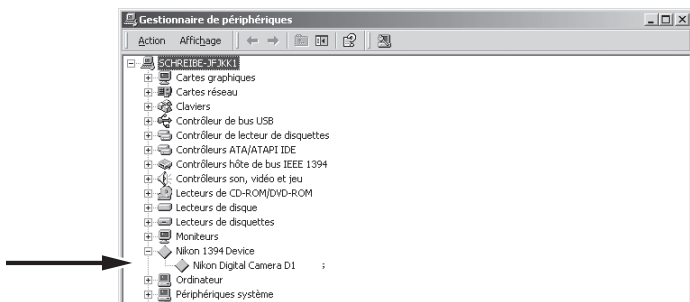 Gestionnaire de périphériques
Action Affichage
SCHREIBE-JFJKK1
Cartes graphiques
Cartes réseau
Claviers
Contrôleur de bus USB
Contrôleur de lecteur de disquettes
Contrôleurs ATA/ATAPI IDE
Contrôleurs hôte de bus IEEE 1394
Contrôleurs son, vidéo et jeu
Lecteurs de CD-ROM/DVD-ROM
Lecteurs de disque
Lecteurs de disquettes
Moniteurs
Nikon 1394 Device
Nikon Digital Camera D1 ;
Ordinateur
Périphériques système